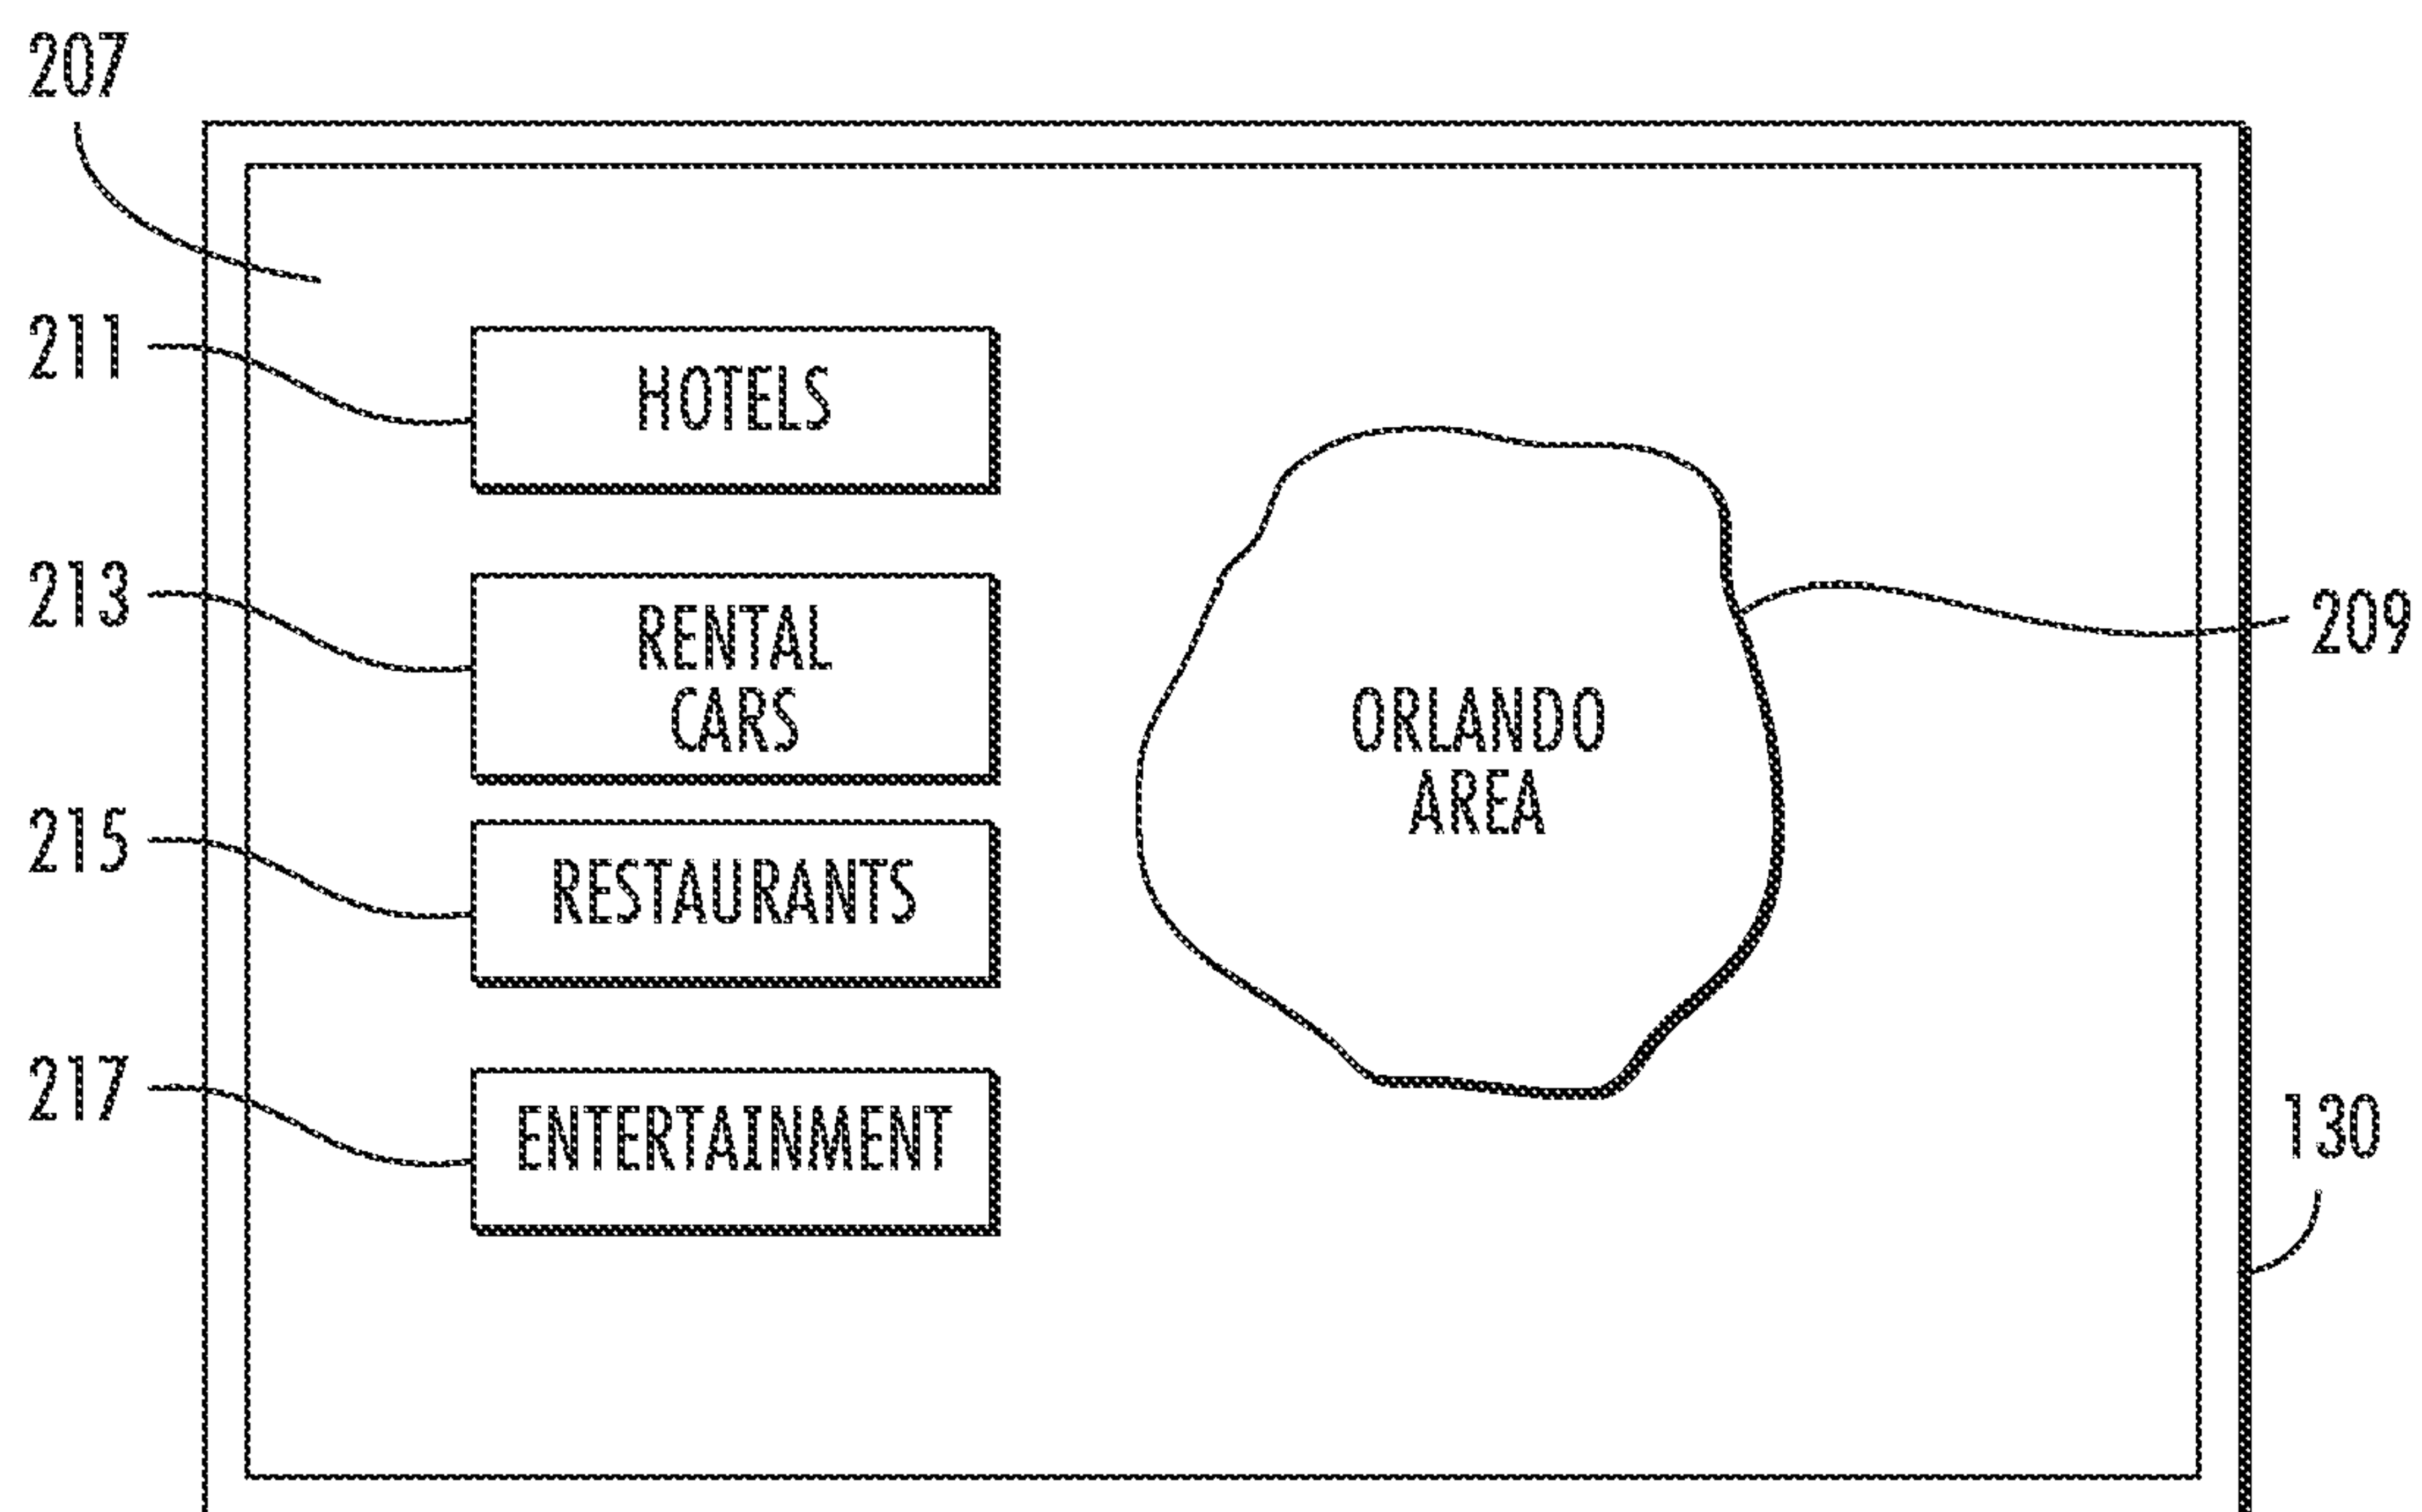 207
211
HOTELS
213
RENTAL
CARS
209
ORLANDO
AREA
215
RESTAURANTS
217
ENTERTAINMENT
130